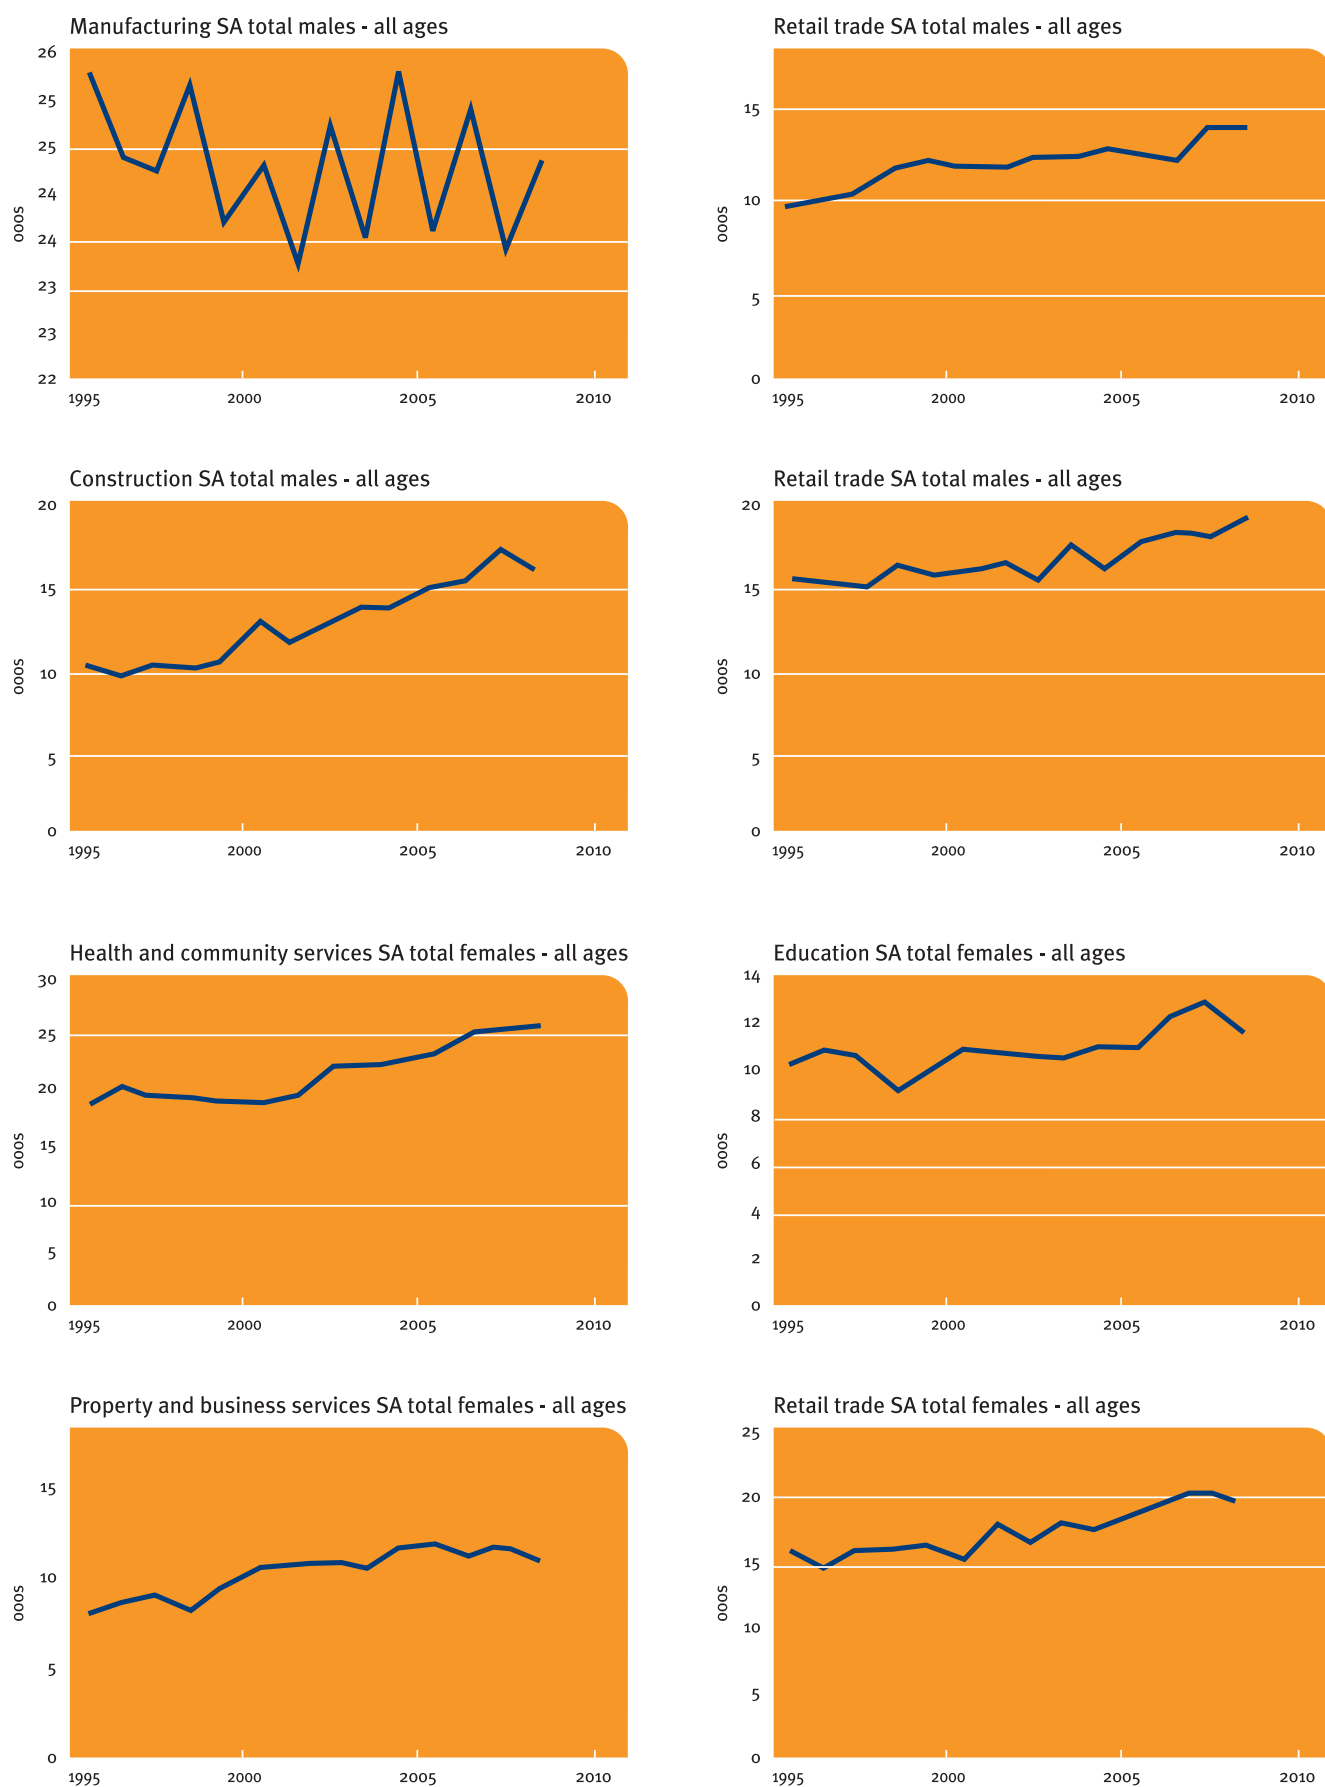 Manufacturing SA total males - all ages
26
25
25
24
24
23
23
22
000s
1995 2000 2005 2010
Retail trade SA total males - all ages
15
10
5
0
000s
1995 2000 2005 2010
Construction SA total males - all ages
20
15
10
5
0
000s
1995 2000 2005 2010
Retail trade SA total males - all ages
20
15
10
5
0
000s
1995 2000 2005 2010
Health and community services SA total females - all ages
30
25
20
15
10
5
0
000s
1995 2000 2005 2010
Education SA total females - all ages
14
12
10
8
6
4
2
0
000s
1995 2000 2005 2010
Property and business services SA total females - all ages
15
10
5
0
000s
1995 2000 2005 2010
Retail trade SA total females - all ages
25
20
15
10
5
0
000s
1995 2000 2005 2010